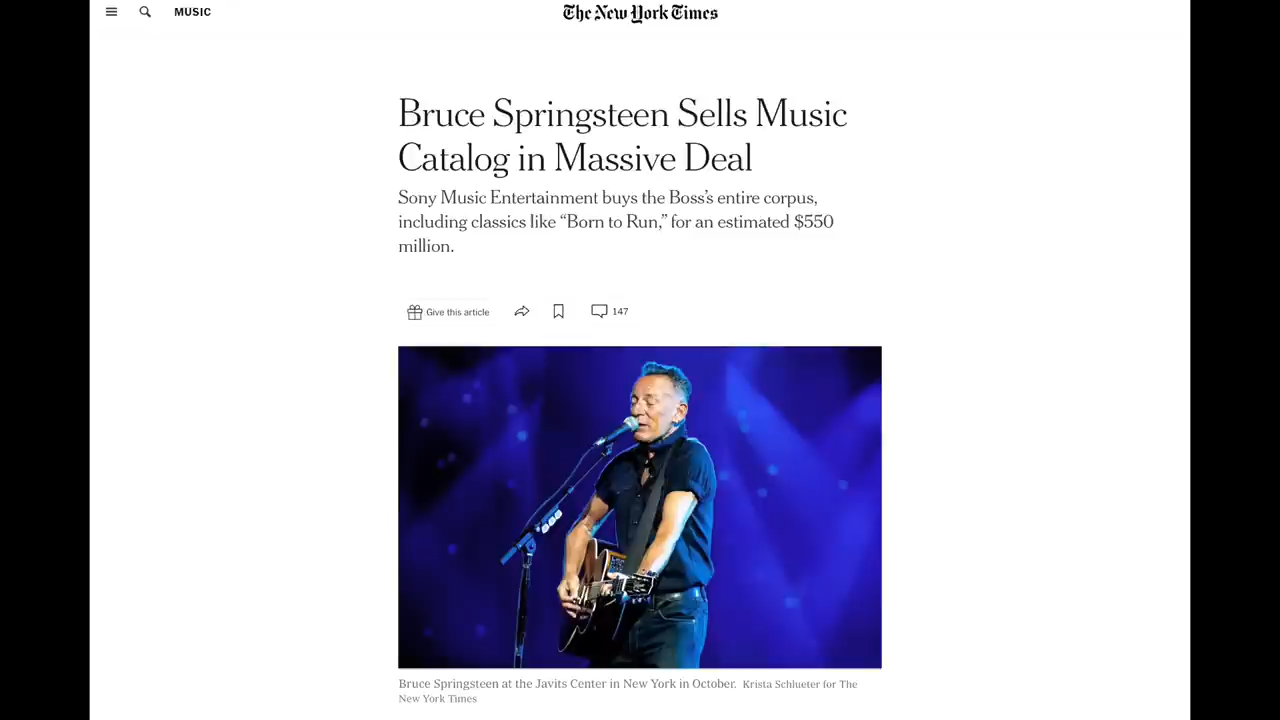 MUSIC
The New York Times
Bruce Springsteen Sells Music
Catalog in Massive Deal
Sony Music Entertainment buys the Boss’s entire corpus,
including classics like “Born to Run,” for an estimated $550
million.
Give this article
147
Bruce Springsteen at the Javits Center in New York in October. Krista Schlueter for The
New York Times